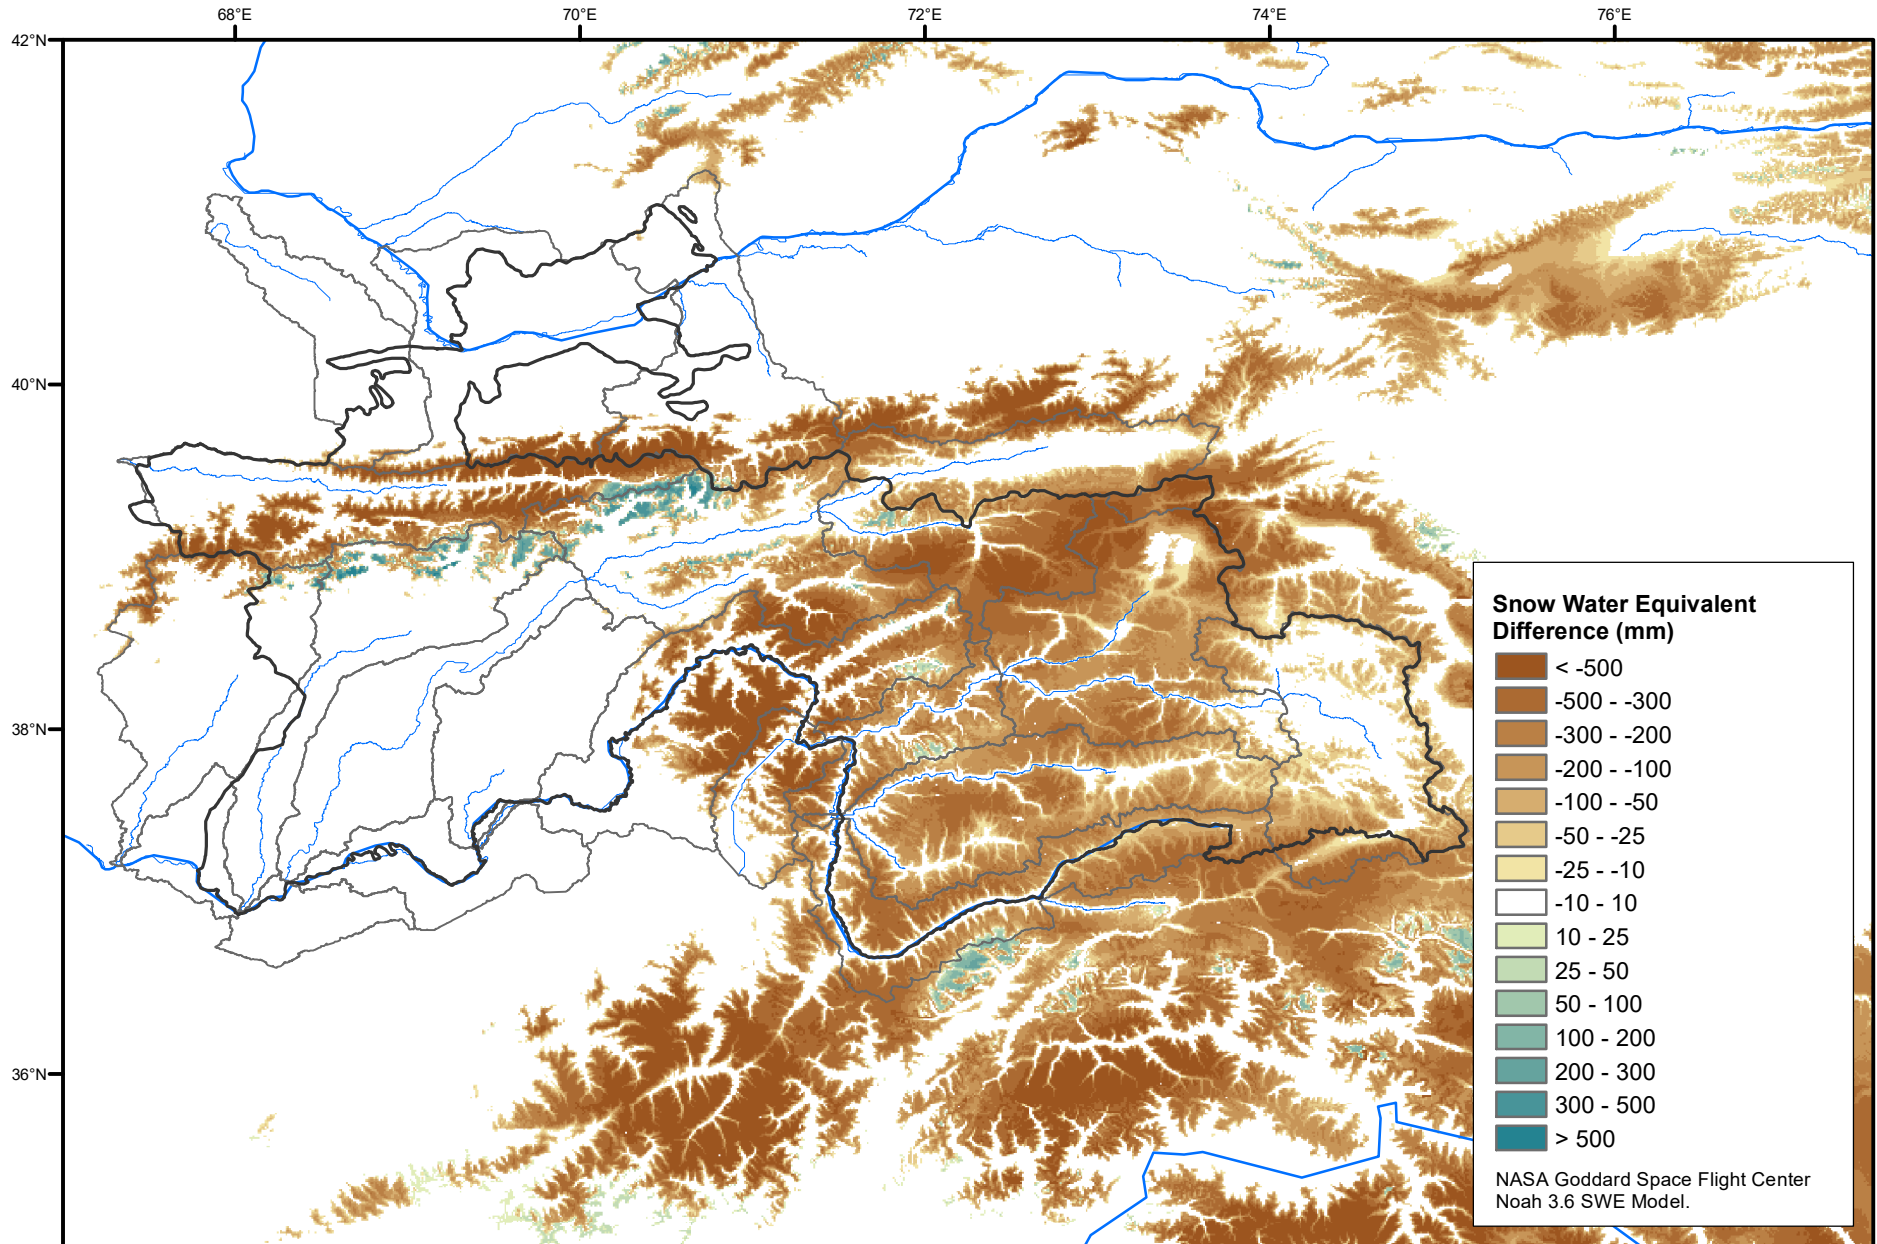 68°E 70°E 72°E 74°E 76°E
42°N
40°N
38°N
36°N
Snow Water Equivalent
Difference (mm)
< -500
-500 - -300
-300 - -200
-200 - -100
-100 - -50
-50 - -25
-25 - -10
-10 - 10
10 - 25
25 - 50
50 - 100
100 - 200
200 - 300
300 - 500
> 500
NASA Goddard Space Flight Center
Noah 3.6 SWE Model.